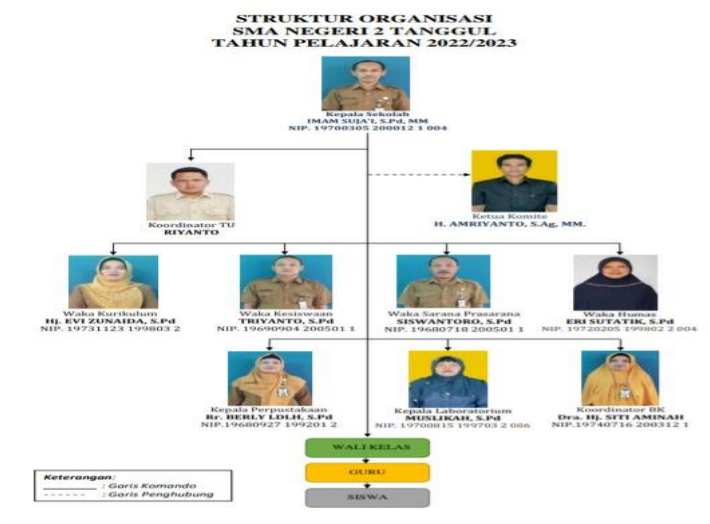 STRUKTUR ORGANISASI
SMA NEGERI 2 TANGGUL
TAHUN PELAJARAN 2022/2023
Kepala Sekolah
IMAM SUJA'I, S.Pd, MM
NIP. 19700305 200012 1 004
Koordinator TU
RIYANTO
Ketua Komite
H. AMRIYANTO, S.Ag, MM.
Waka Kurikulum
Hj. EVI ZUNAIDA, S.Pd
NIP. 19731123 199803 2
Waka Kesiswaan
TRIYANTO, S.Pd
NIP. 19690904 200501 1
Waka Sarana Prasarana
SISWANTORO, S.Pd
NIP. 19680718 200501 1
Waka Humas
ERI SUTATIK, S.Pd
NIP. 19720205 199802 2 004
Kepala Perpustakaan
Rr. BERLY LDLH, S.Pd
NIP.19680927 199201 2
Kepala Laboratorium
MUSLIKAH, S.Pd
NIP. 19700815 199703 2 006
Koordinator BK
Dra. Hj. SITI AMINAH
NIP.19740716 200312 1
WALI KELAS
GURU
SISWA
Keterangan:
: Garis Komando
: Garis Penghubung